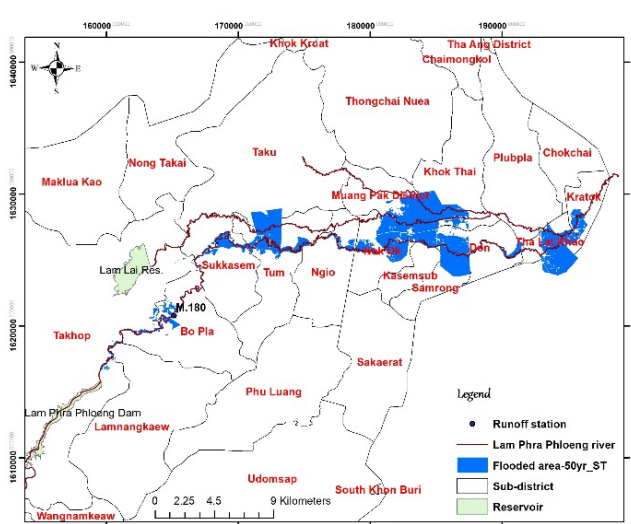 160000 170000 180000 190000
Khok Kruat
Tha Ang District
Chaimongkol
1640000
N
W E
S
Thongchai Nuea
Taku
Nong Takai
Plubpla
Chokchai
Khok Thai
Maklua Kao
Muang Pak District
Kratok
1630000
Tha Lat Khao
Don
Sukkasem
Lam Lai Res.
Tum
Ngio
Kasemsub
Samrong
M.180
1620000
Takhop
Bo Pla
Sakaerat
Phu Luang
Legend
Lam Phra Phloeng Dam
Lamnangkaew
Runoff station
Lam Phra Phloeng river
1610000
Flooded area-50yr_ST
Udomsap
South Khon Buri
Sub-district
0 2.25 4.5 9 Kilometers
Reservoir
Wangnamkeaw